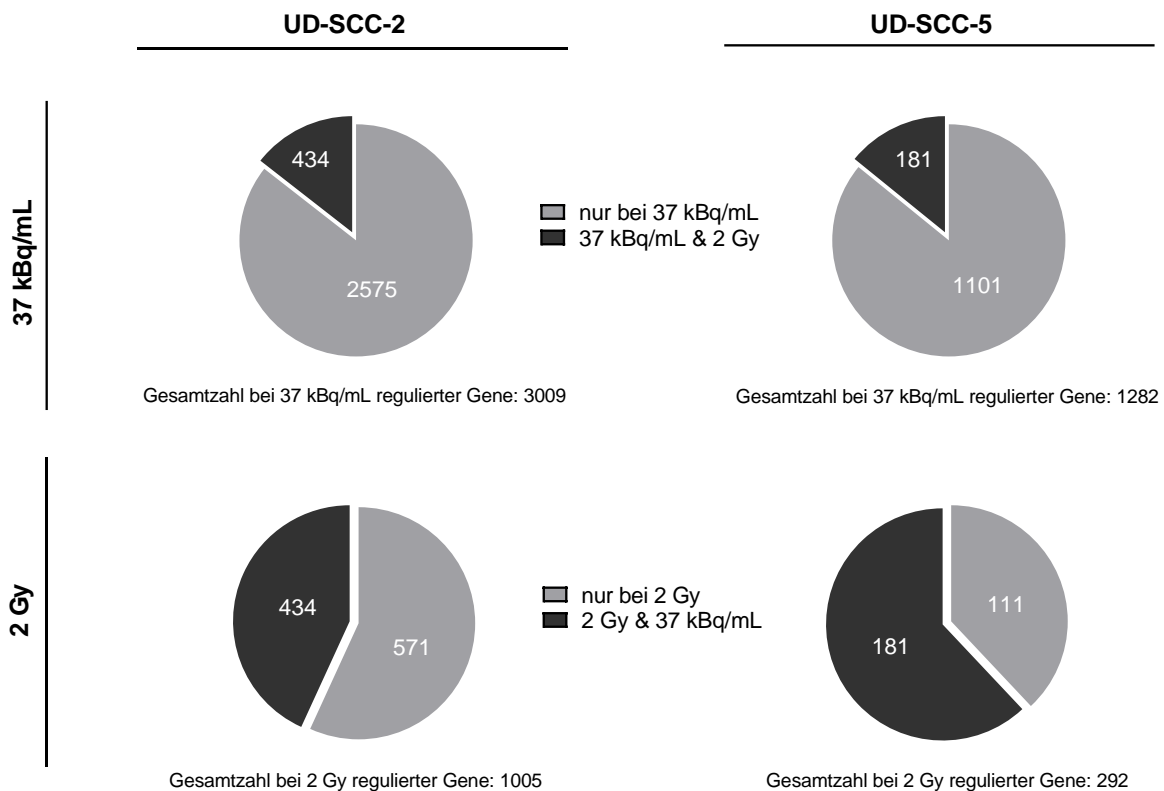 UD-SCC-2
UD-SCC-5
37 kBq/mL
434
2575
nur bei 37 kBq/mL
37 kBq/mL & 2 Gy
181
1101
Gesamtzahl bei 37 kBq/mL regulierter Gene: 3009
Gesamtzahl bei 37 kBq/mL regulierter Gene: 1282
2 Gy
434
571
nur bei 2 Gy
2 Gy & 37 kBq/mL
111
181
Gesamtzahl bei 2 Gy regulierter Gene: 1005
Gesamtzahl bei 2 Gy regulierter Gene: 292